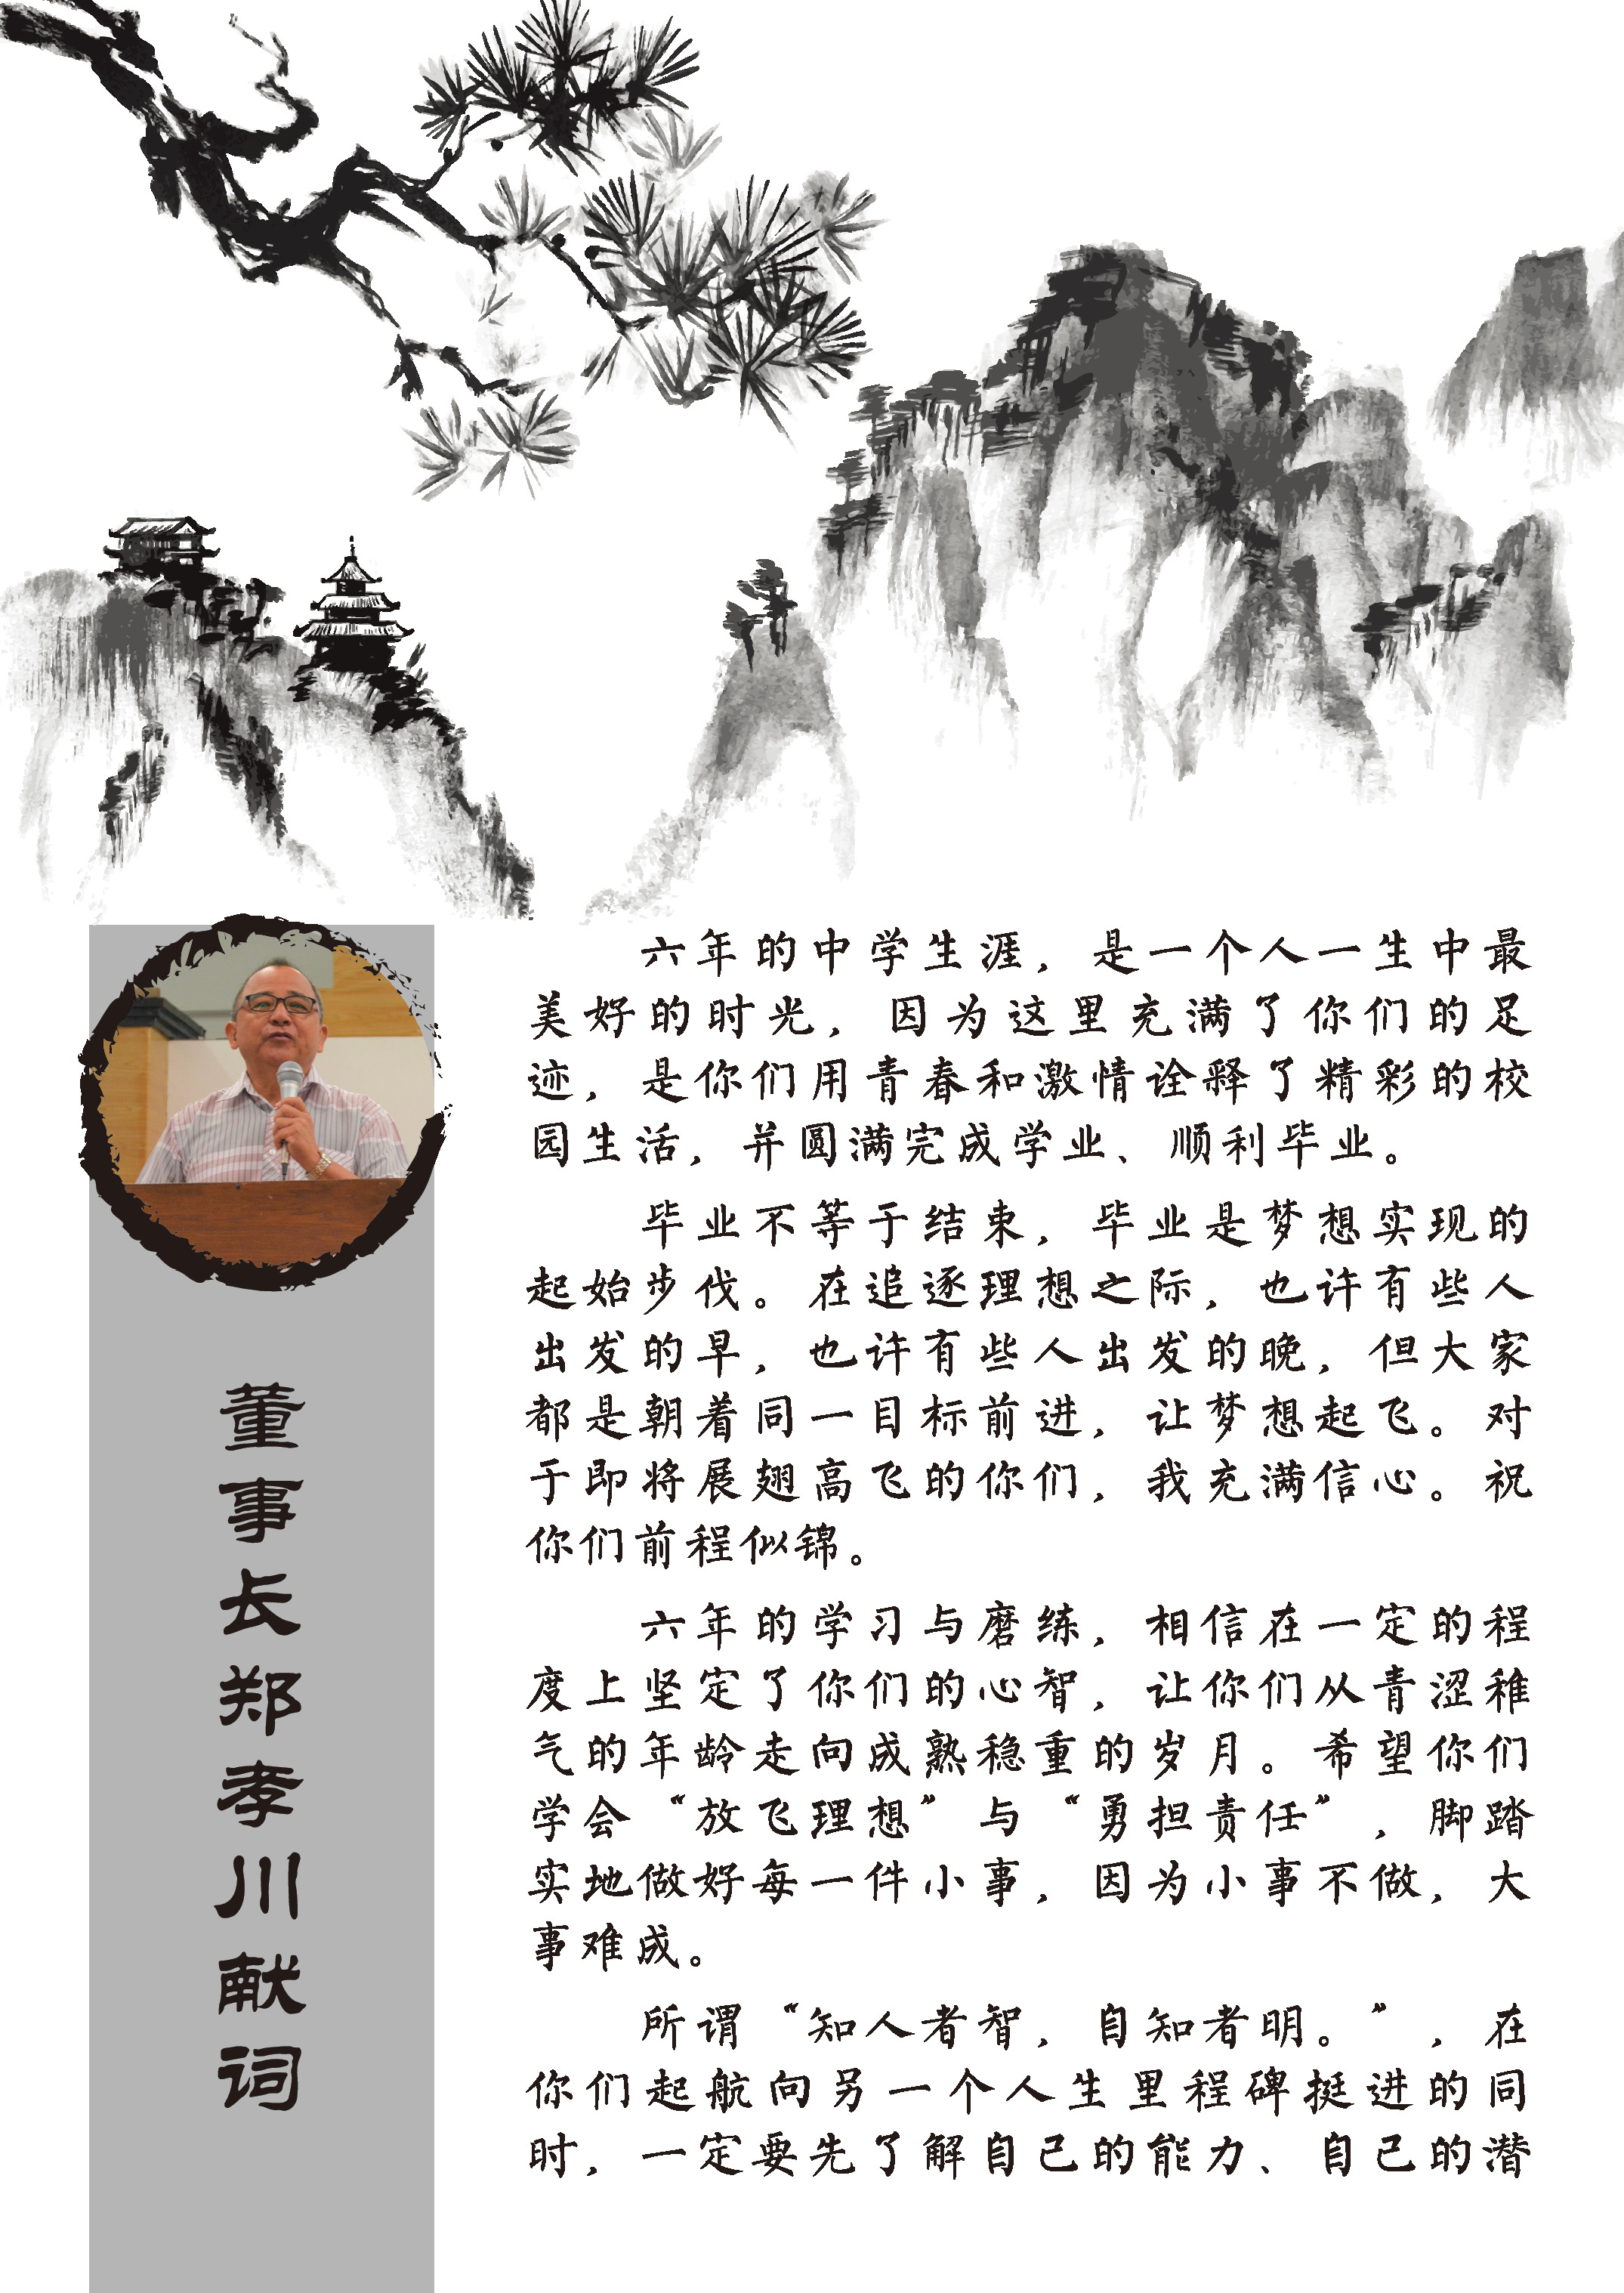 董事长郑孝川献词
六年的中学生涯，是一个人一生中最
美好的时光，因为这里充满了你们的足
迹，是你们用青春和激情诠释了精彩的校
园生活，并圆满完成学业、顺利毕业。
毕业不等于结束，毕业是梦想实现的
起始步伐。在追逐理想之际，也许有些人
出发的早，也许有些人出发的晚，但大家
都是朝着同一目标前进，让梦想起飞。对
于即将展翅高飞的你们，我充满信心。祝
你们前程似锦。
六年的学习与磨练，相信在一定的程
度上坚定了你们的心智，让你们从青涩稚
气的年龄走向成熟稳重的岁月。希望你们
学会“放飞理想”与“勇担责任”，脚踏
实地做好每一件小事，因为小事不做，大
事难成。
所谓“知人者智，自知者明。”，在
你们起航向另一个人生里程碑挺进的同
时，一定要先了解自己的能力、自己的潜